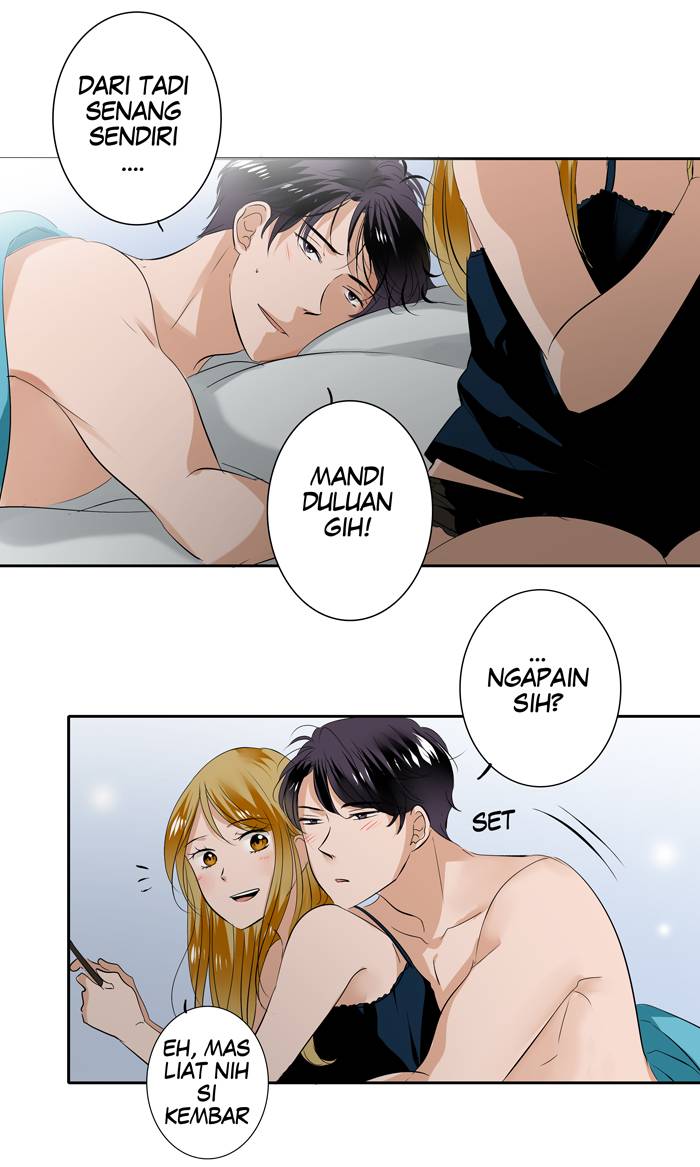 DARI TADI
SENANG
SENDIRI
....
MANDI
DULUAN
GIH!
...
NGAPAIN
SIH?
SET
EH, MAS
LIAT NIH
SI
KEMBAR